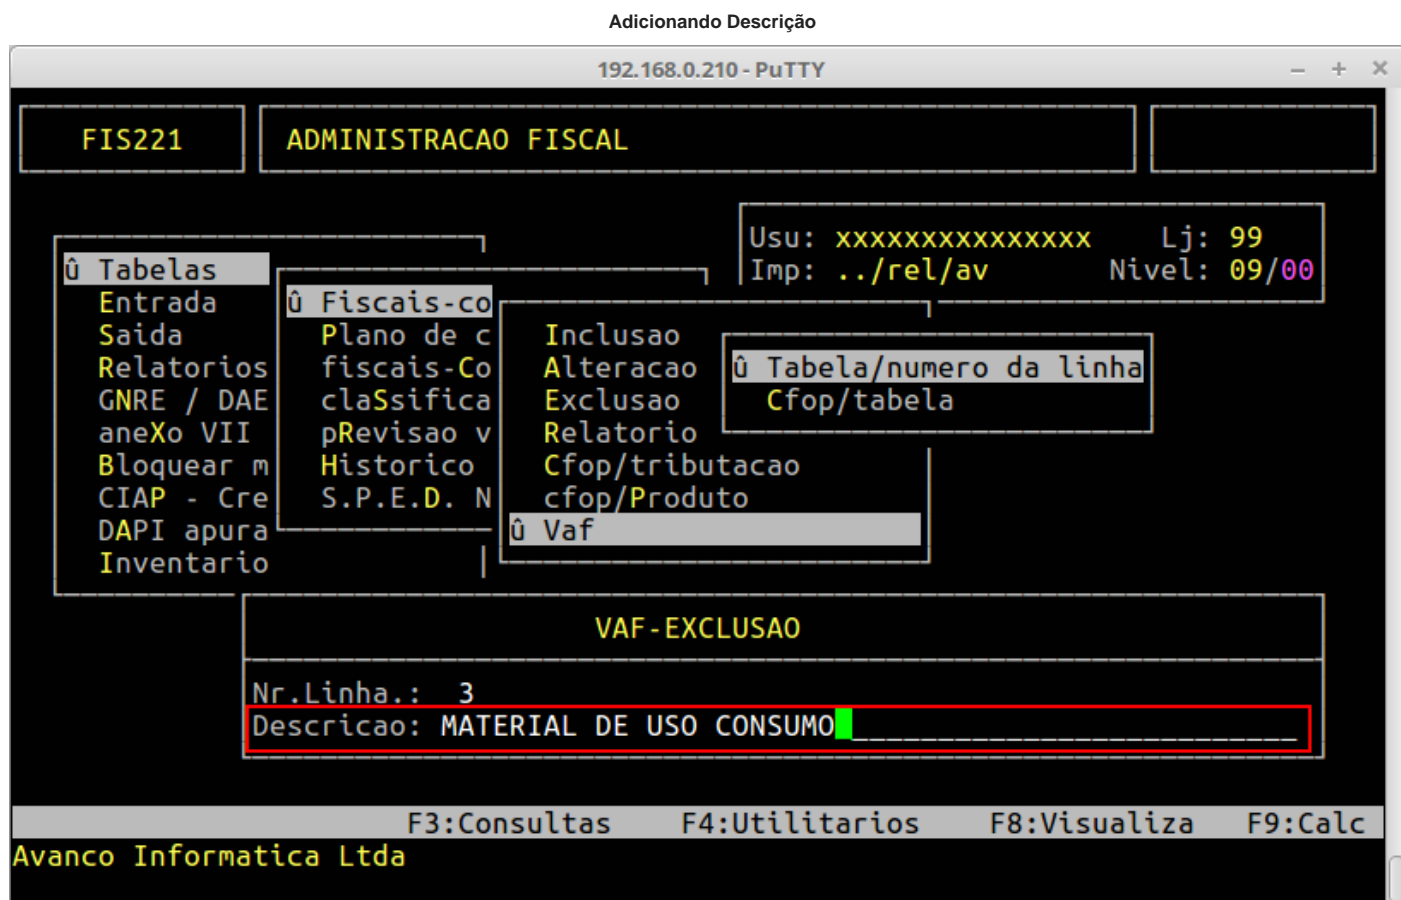 Adicionando Descrição
192.168.0.210 - PuTTY
FIS221
ADMINISTRACAO FISCAL
Usu: xxxxxxxxxxxxxxx Lj: 99
Imp: ../rel/av Nivel: 09/00
û Tabelas
Entrada
Saida
Relatorios
GNRE / DAE
aneXo VII
Bloquear m
CIAP - Cre
DAPI apura
Inventario
û Fiscais-co
Plano de c
fiscais-Co
claSsifica
pRevisao v
Historico
S.P.E.D. N
Inclusao
Alteracao
Exclusao
Relatorio
Cfop/tributacao
cfop/Produto
û Vaf
û Tabela/numero da linha
Cfop/tabela
VAF-EXCLUSAO
Nr.Linha.: 3
Descricao: MATERIAL DE USO CONSUMO
F3:Consultas F4:Utilitarios F8:Visualiza F9:Calc
Avanco Informatica Ltda